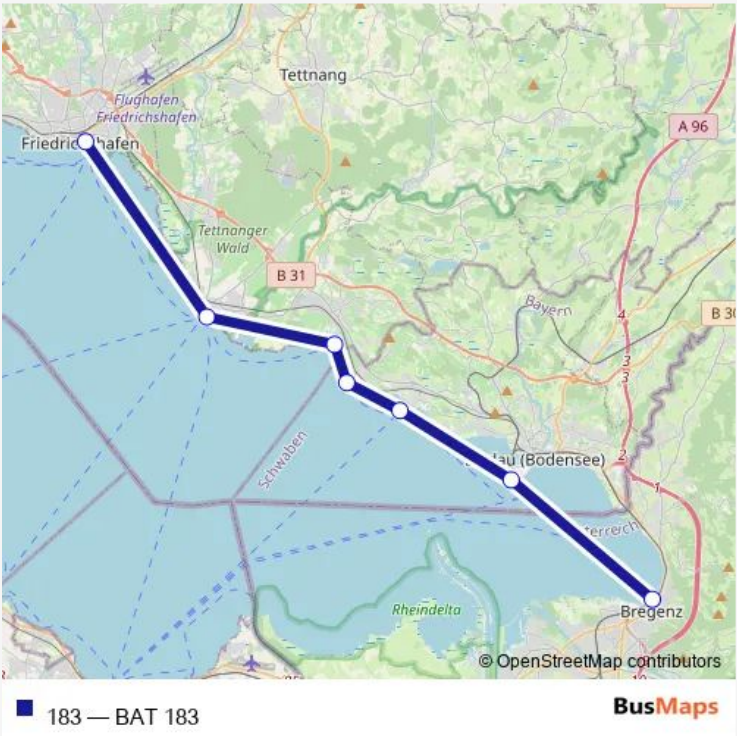 Tettnang
Flughafen
Friedrichshafen
A 96
Friedrichshafen
Tettnanger
Wald
B 31
Bayern
B 30
4
3
3
Schwaben
(Bodensee)
2
1
Rheindelta
Bregenz
© OpenStreetMap contributors
183 — BAT 183
BusMaps